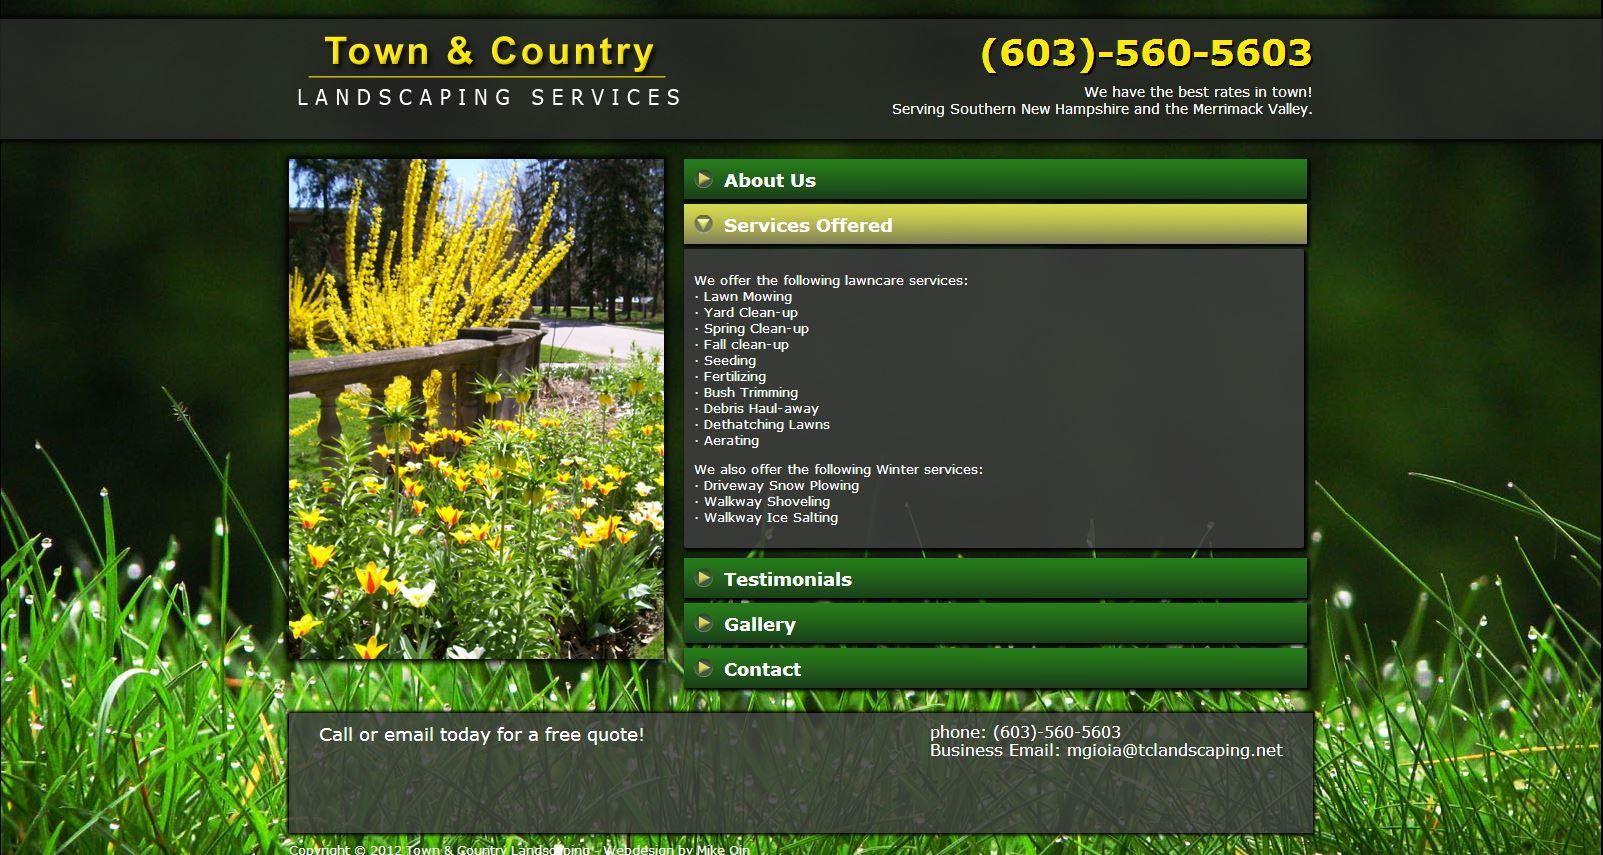 Town & Country
LANDSCAPING SERVICES
(603)-560-5603
We have the best rates in town!
Serving Southern New Hampshire and the Merrimack Valley.
About Us
Services Offered
We offer the following lawncare services:
· Lawn Mowing
· Yard Clean-up
· Spring Clean-up
· Fall clean-up
· Seeding
· Fertilizing
· Bush Trimming
· Debris Haul-away
· Dethatching Lawns
· Aerating
We also offer the following Winter services:
· Driveway Snow Plowing
· Walkway Shoveling
· Walkway Ice Salting
Testimonials
Gallery
Contact
Call or email today for a free quote!
phone: (603)-560-5603
Business Email: mgioia@tclandscaping.net
Copyright © 2012 Town & Country Landscaping - Webdesign by Mike Qin